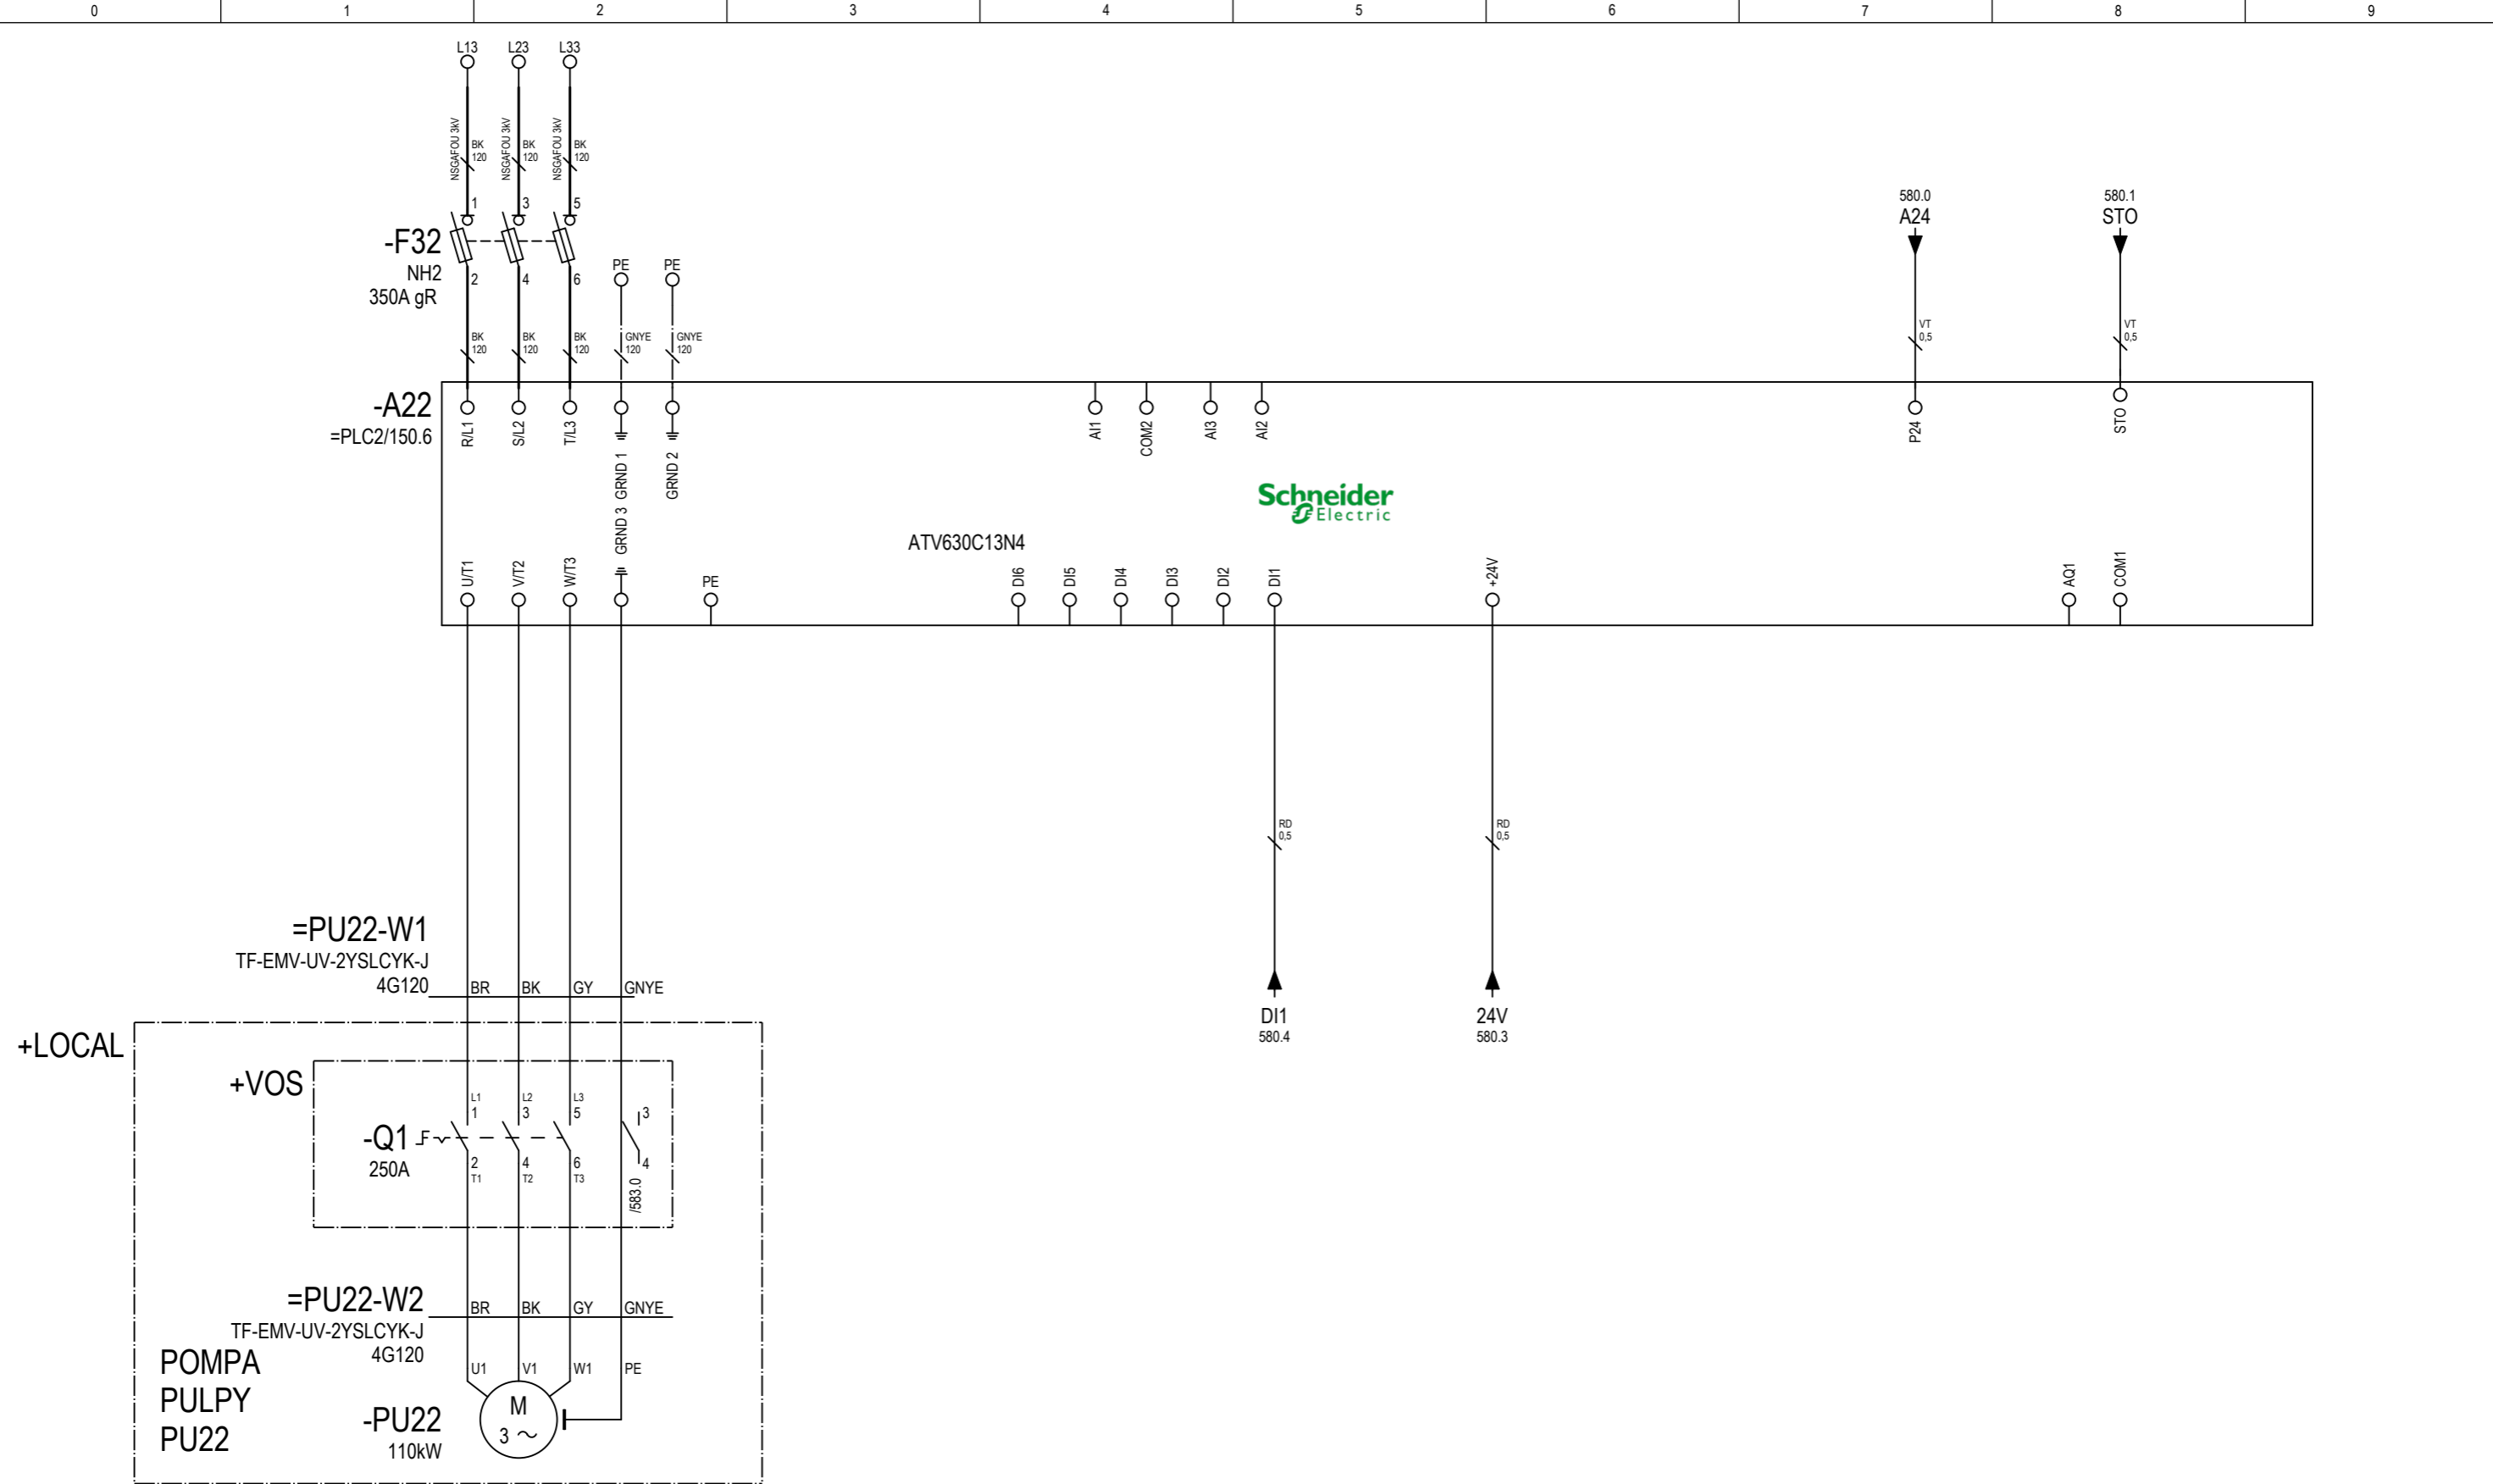 0 1 2 3 4 5 6 7 8 9
L13 L23 L33
NSGAFOU 3kV NSGAFOU 3kV NSGAFOU 3kV
BK BK BK
120 120 120
580.0 580.1
A24 STO
1 3 5
-F32
NH2
350A gR
2 4 6
PE PE
BK BK BK GNYE GNYE
120 120 120 120 120
VT VT
0,5 0,5
-A22
=PLC2/150.6
R/L1 S/L2 T/L3 GRND 1 GRND 2 AI1 COM2 AI3 AI2 P24 STO
Schneider
Electric
ATV630C13N4
U/T1 V/T2 W/T3 GRND 3 PE DI6 DI5 DI4 DI3 DI2 DI1 +24V AQ1 COM1
RD RD
0,5 0,5
=PU22-W1
TF-EMV-UV-2YSLCYK-J
4G120
BR BK GY GNYE
DI1 24V
580.4 580.3
+LOCAL
+VOS
L1 L2 L3
1 3 5 3
-Q1
250A
2 4 6 4
T1 T2 T3
/583.0
=PU22-W2
TF-EMV-UV-2YSLCYK-J
4G120
BR BK GY GNYE
POMPA
PULPY
PU22
U1 V1 W1 PE
-PU22
110kW
M
3 ~